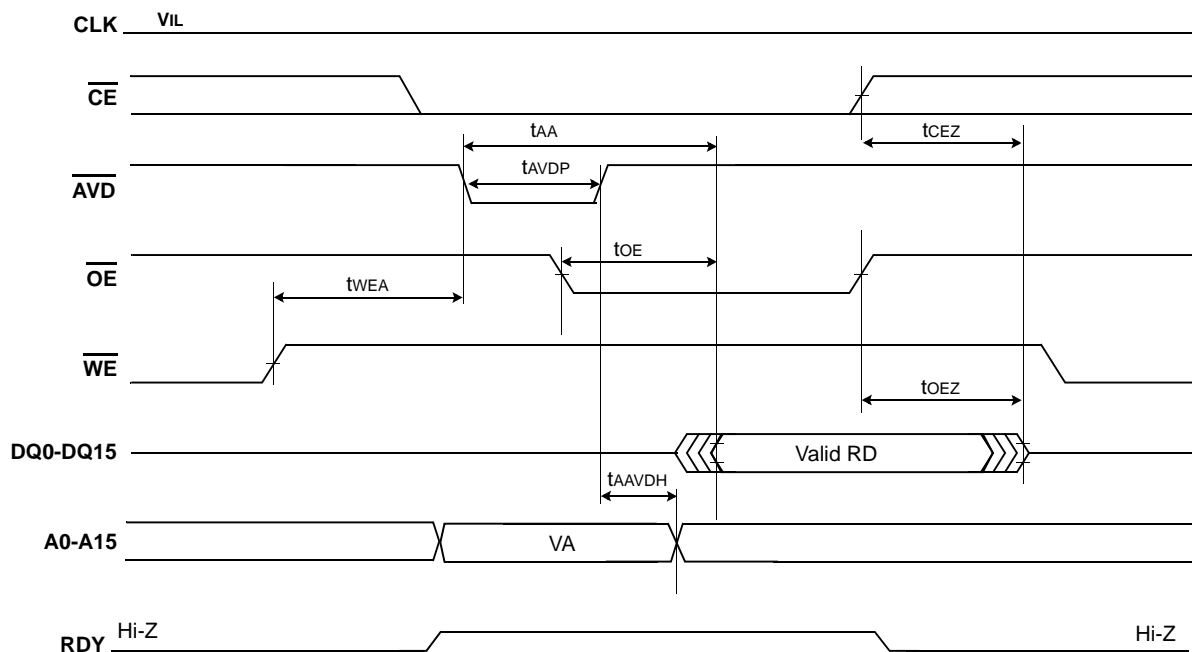 CLK VIL
CE
tAA tCEZ
AVD tAVDP
OE tOE
tWEA
WE
tOEZ
DQ0-DQ15 Valid RD
tAAVDH
A0-A15 VA
RDY Hi-Z Hi-Z